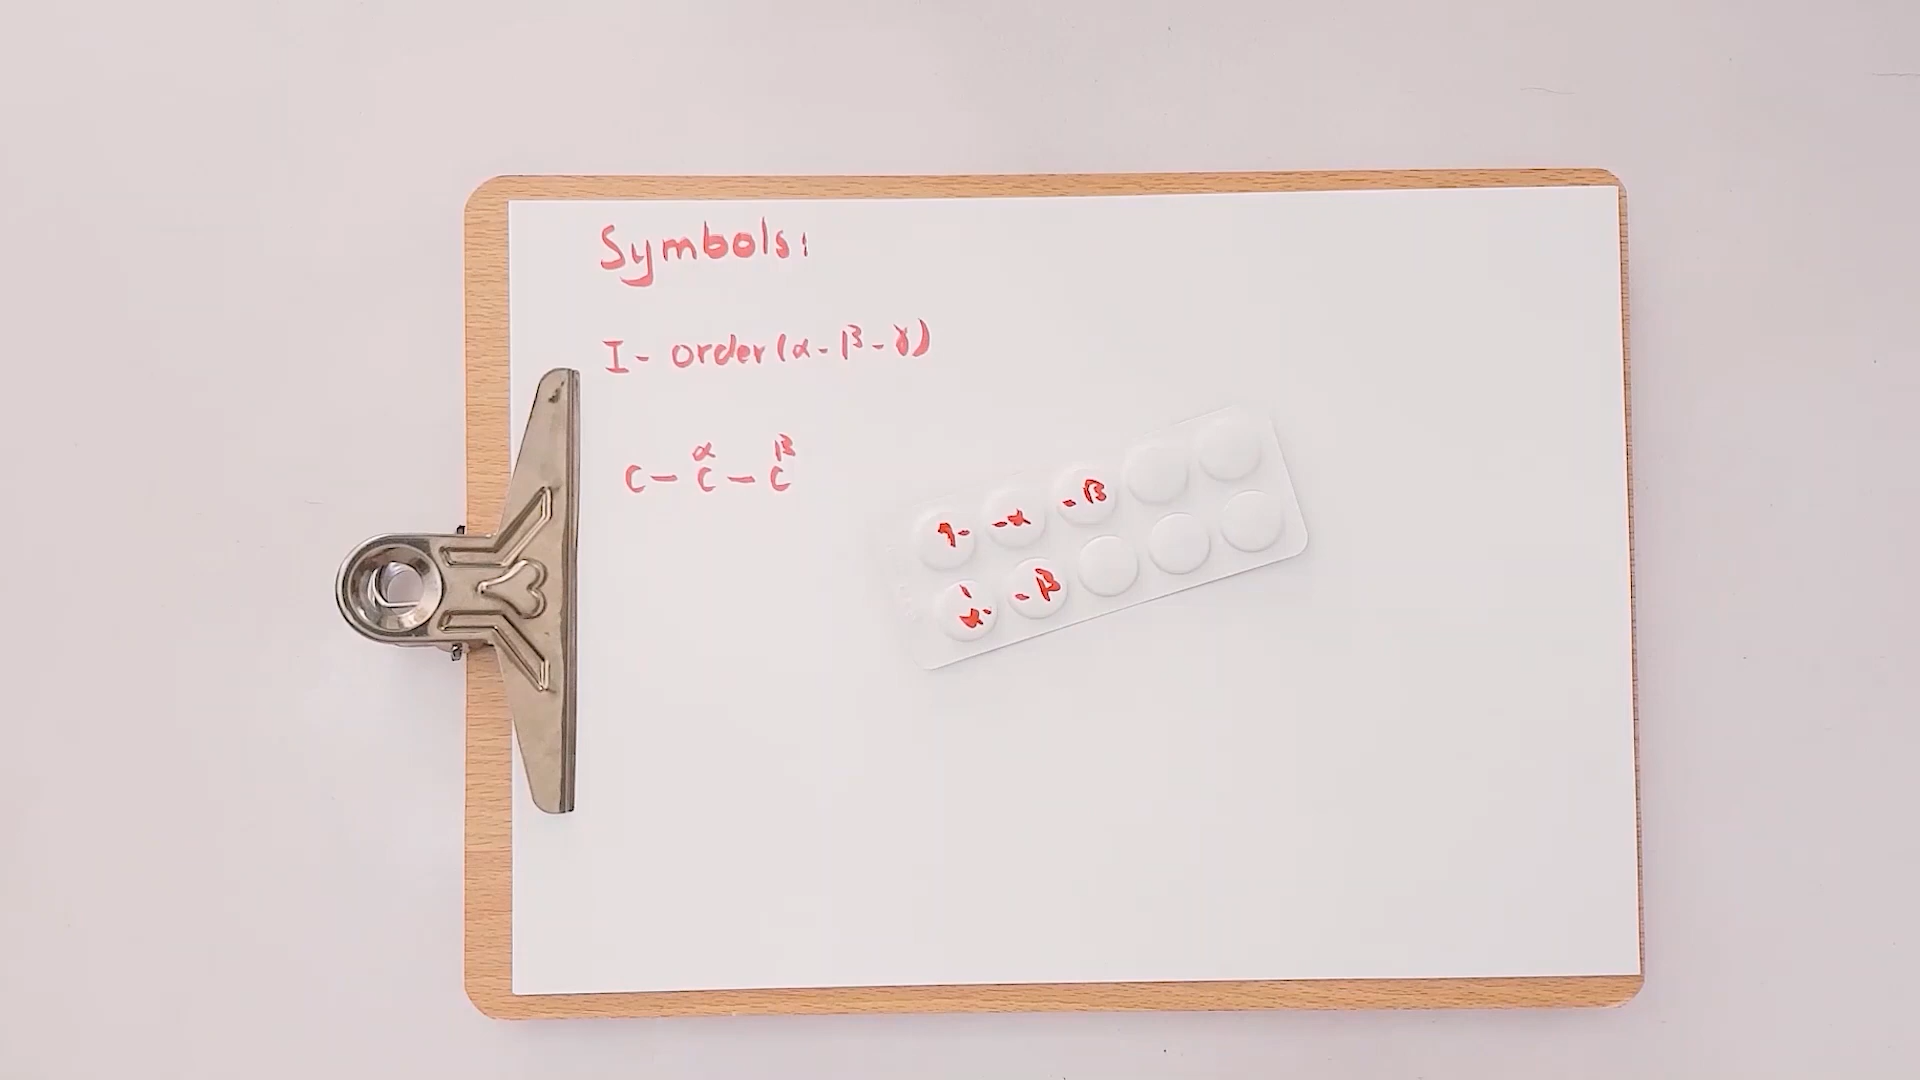 Symbols:
I- order (α - β - γ)
α β
C - C - C
- α - β
- β